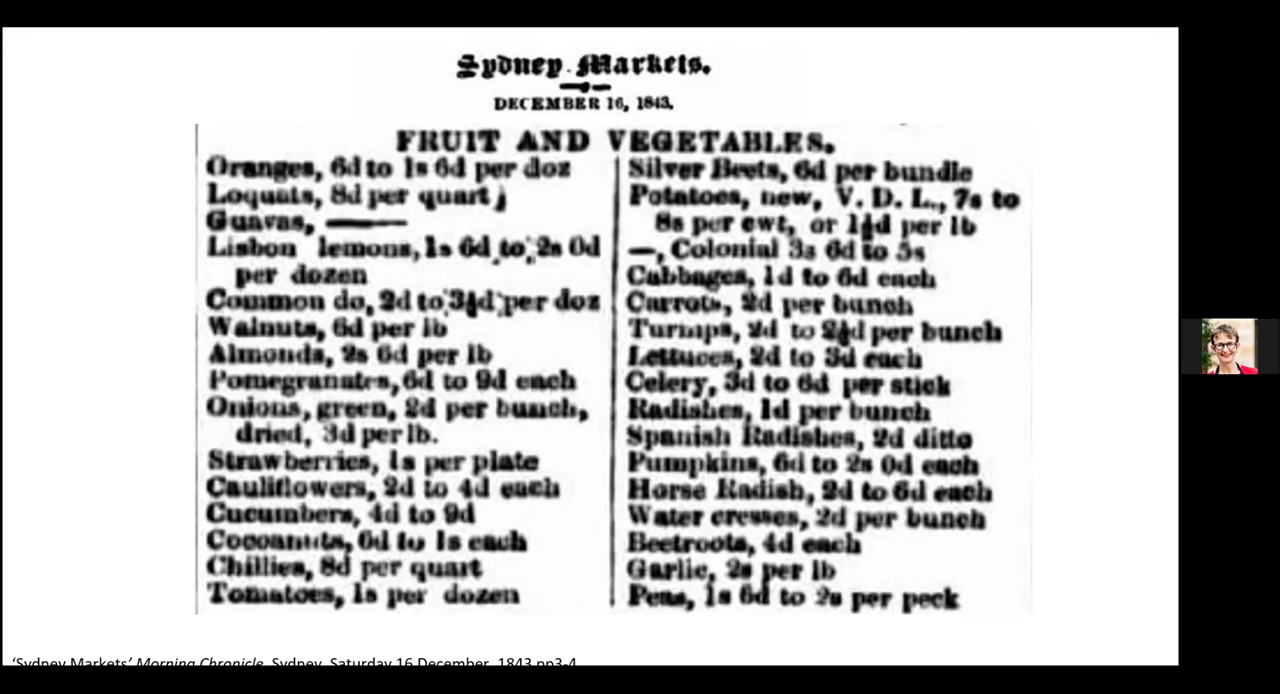 Sydney Markets.
DECEMBER 16, 1843.
FRUIT AND VEGETABLES.
Oranges, 6d to 1s 6d per doz
Loquats, 8d per quart
Guavas, ——
Lisbon lemons, 1s 6d to 2s 0d
per dozen
Common do, 2d to 3½d per doz
Walnuts, 6d per lb
Almonds, 2s 6d per lb
Pomegranates, 6d to 9d each
Onions, green, 2d per bunch,
dried, 3d per lb.
Strawberries, 1s per plate
Cauliflowers, 2d to 4d each
Cucumbers, 4d to 9d
Cocoanuts, 6d to 1s each
Chillies, 8d per quart
Tomatoes, 1s per dozen
Silver Beets, 6d per bundle
Potatoes, new, V. D. L., 7s to
8s per cwt, or 1½d per lb
—, Colonial 3s 6d to 5s
Cabbages, 1d to 6d each
Carrots, 2d per bunch
Turnips, 2d to 2½d per bunch
Lettuces, 2d to 3d each
Celery, 3d to 6d per stick
Radishes, 1d per bunch
Spanish Radishes, 2d ditto
Pumpkins, 6d to 2s 0d each
Horse Radish, 2d to 6d each
Water cresses, 2d per bunch
Beetroots, 4d each
Garlic, 2s per lb
Peas, 1s 6d to 2s per peck
'Sydney Markets' Morning Chronicle, Sydney, Saturday 16 December, 1843 pp3-4